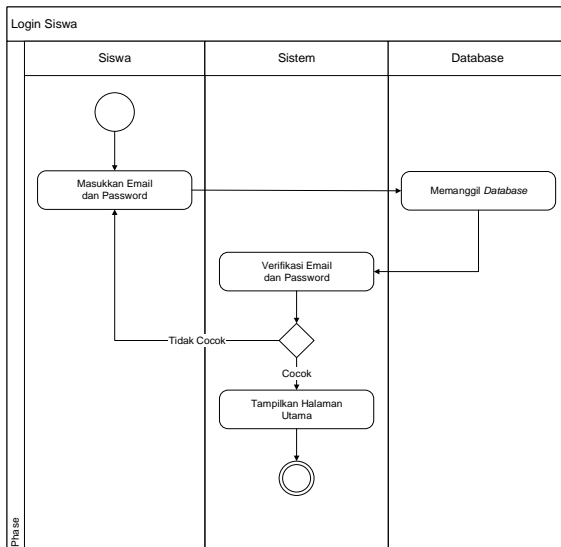 Login Siswa
Siswa
Sistem
Database
Masukkan Email
dan Password
Memanggil Database
Verifikasi Email
dan Password
Tidak Cocok
Cocok
Tampilkan Halaman
Utama
Phase